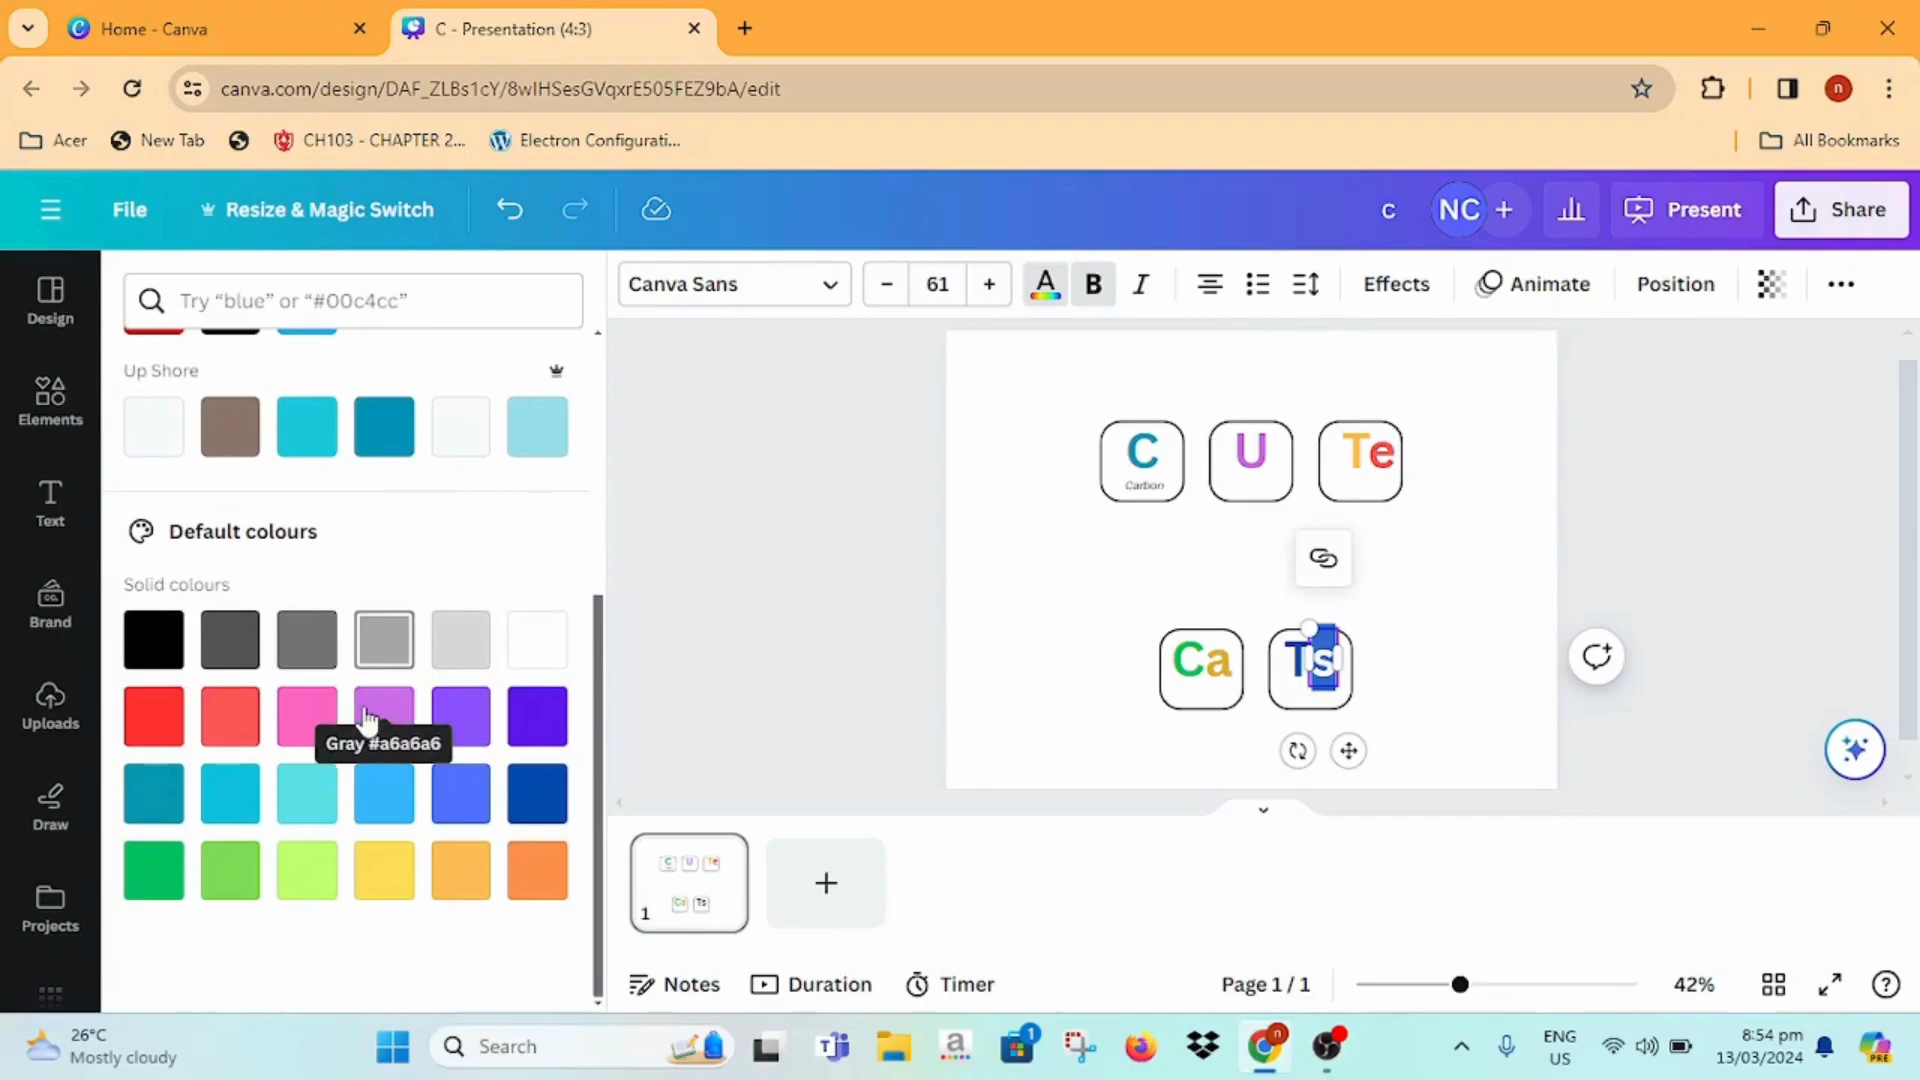 Home - Canva
C - Presentation (4:3)
canva.com/design/DAF_ZLBs1cY/8wIHSesGVqxrE505FEZ9bA/edit
n
Acer
New Tab
CH103 - CHAPTER 2...
Electron Configurati...
All Bookmarks
File
Resize & Magic Switch
C
NC
+
Present
Share
Design
Elements
Text
Brand
Uploads
Draw
Projects
Try “blue” or “#00c4cc”
Canva Sans
61
A
B
I
Effects
Animate
Position
Up Shore
Default colours
Solid colours
Gray #a6a6a6
C
Carbon
U
Te
Ca
Ts
C U Te
Ca Ts
1
Notes
Duration
Timer
Page 1 / 1
42%
26°C
Mostly cloudy
Search
ENG
US
8:54 pm
13/03/2024